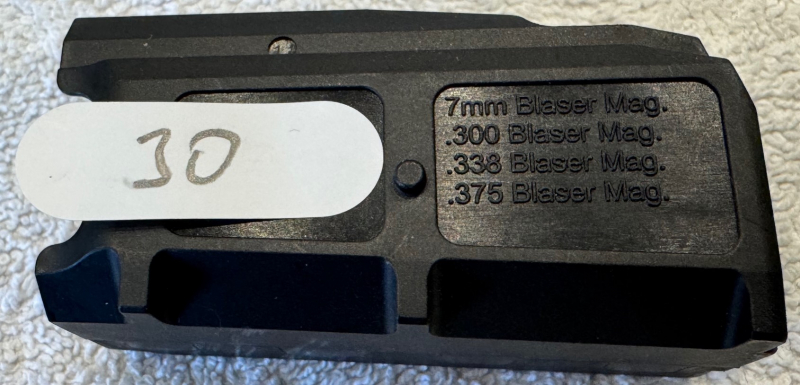 30
7mm Blaser Mag.
.300 Blaser Mag.
.338 Blaser Mag.
.375 Blaser Mag.